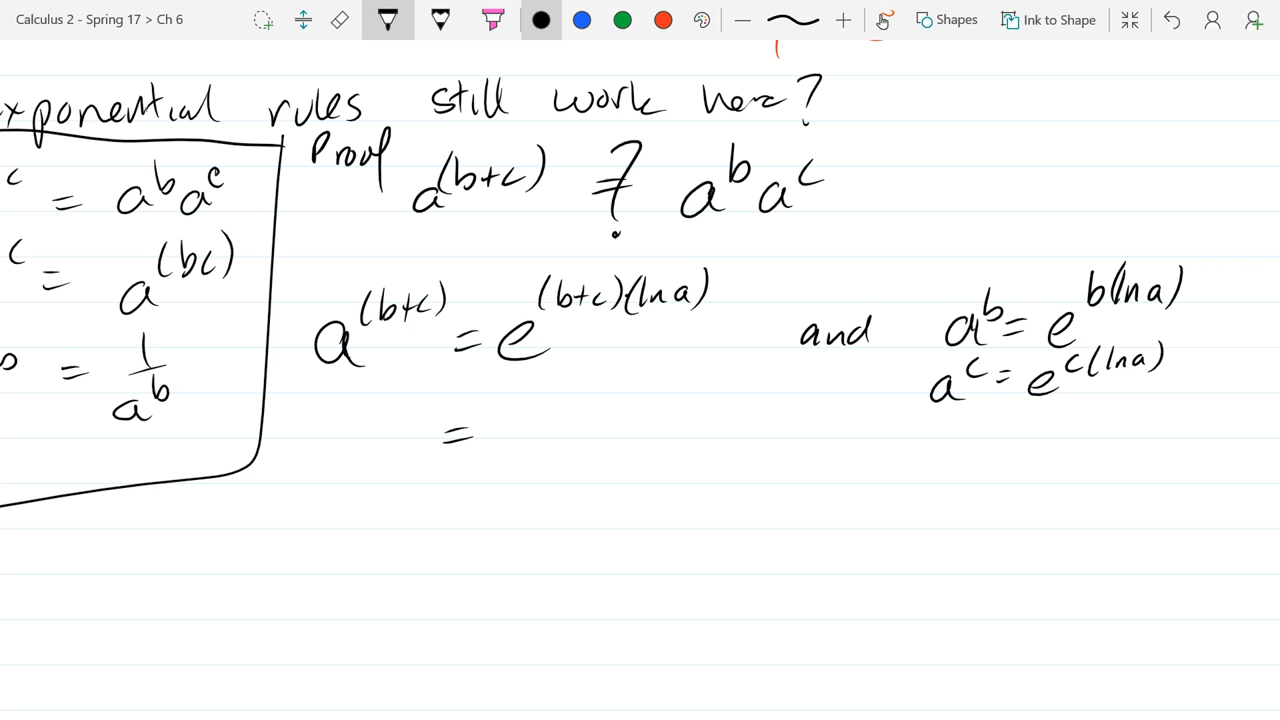 Calculus 2 - Spring 17 > Ch 6 Shapes Ink to Shape
xponential rules still work here?
Proof a^(b+c) =? a^b a^c
c = a^b a^c
c = a^(bc)
a^(b+c) = e^(b+c)(ln a) and a^b = e^b(ln a)
= 1/a^b
a^c = e^c(ln a)
=